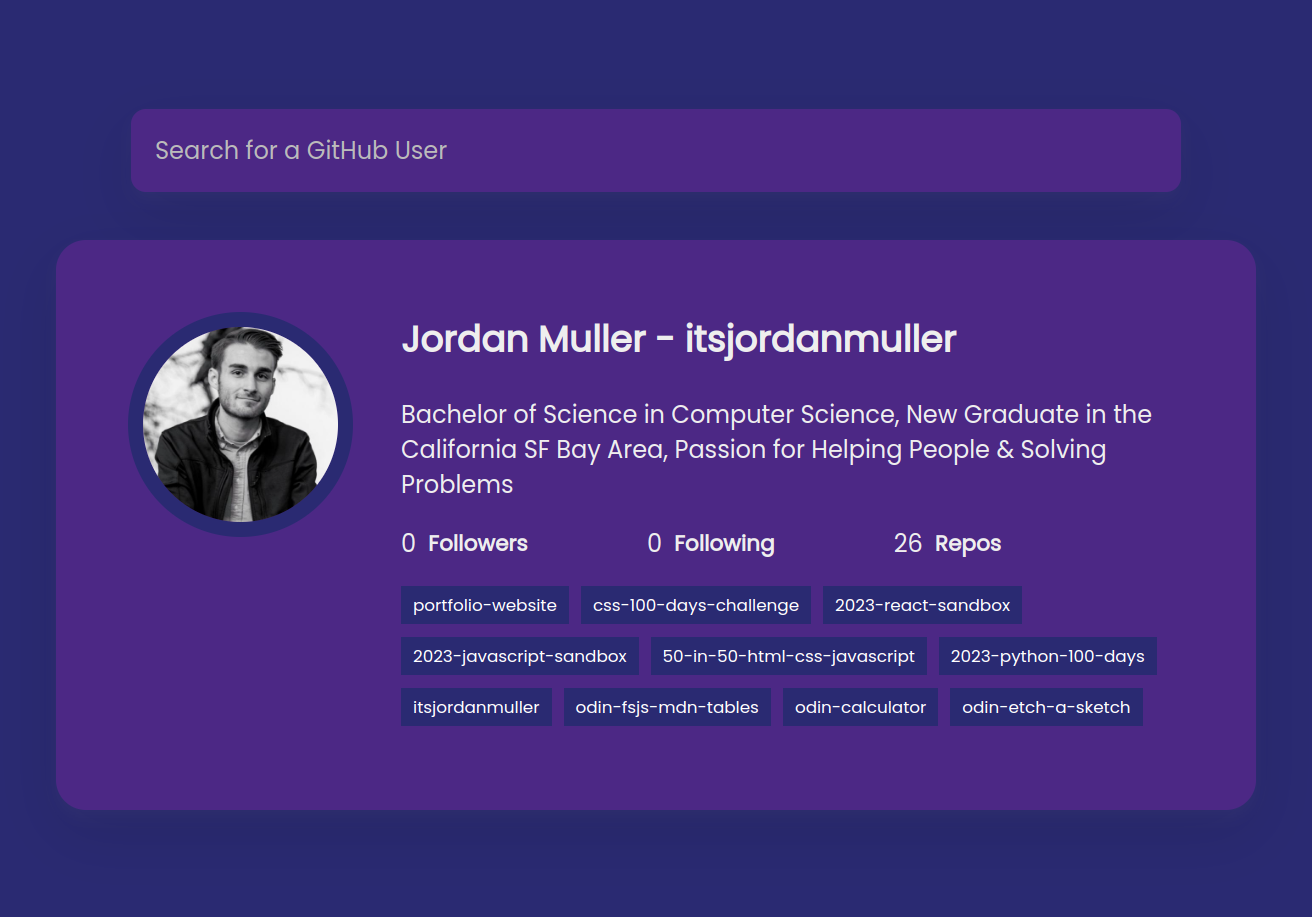 Search for a GitHub User
Jordan Muller - itsjordanmuller
Bachelor of Science in Computer Science, New Graduate in the
California SF Bay Area, Passion for Helping People & Solving
Problems
0 Followers 0 Following 26 Repos
portfolio-website css-100-days-challenge 2023-react-sandbox
2023-javascript-sandbox 50-in-50-html-css-javascript 2023-python-100-days
itsjordanmuller odin-fsjs-mdn-tables odin-calculator odin-etch-a-sketch